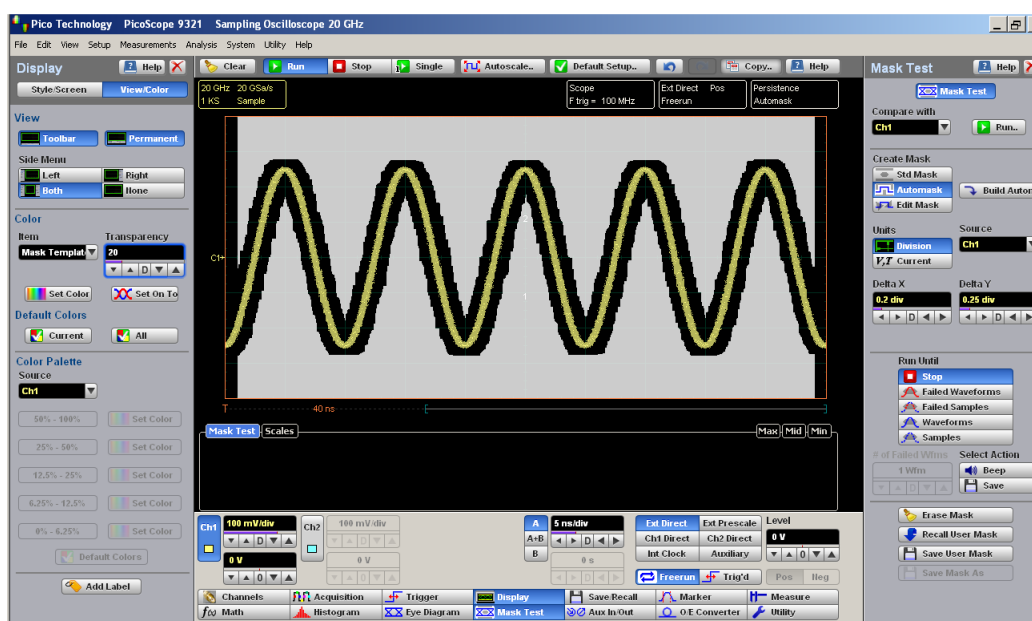 Pico Technology PicoScope 9321 Sampling Oscilloscope 20 GHz
File Edit View Setup Measurements Analysis System Utility Help
Display Help
Clear Run Stop Single Autoscale.. Default Setup.. Copy.. Help
Mask Test Help
Style/Screen View/Color
View
Toolbar Permanent
Side Menu
Left Right
Both None
Color
Item Transparency
Mask Templat 20
D
Set Color Set On To
Default Colors
Current All
Color Palette
Source
Ch1
50% - 100% Set Color
25% - 50% Set Color
12.5% - 25% Set Color
6.25% - 12.5% Set Color
0% - 6.25% Set Color
Default Colors
Add Label
20 GHz 20 GSa/s
1 KS Sample
Scope
F trig = 100 MHz
Ext Direct Pos
Freerun
Persistence
Automask
C1+
T 40 ns
Mask Test Scales Max Mid Min
Ch1 100 mV/div
D
0 V
0
Ch2 100 mV/div
D
0 V
0
A 5 ns/div
A+B D
B 0 s
D
Ext Direct Ext Prescale
Ch1 Direct Ch2 Direct
Int Clock Auxiliary
Level
0 V
0
Freerun Trig'd Pos Neg
Channels Acquisition Trigger Display Save/Recall Marker Measure
f(x) Math Histogram Eye Diagram Mask Test Aux In/Out O/E Converter Utility
Mask Test
Compare with
Ch1 Run..
Create Mask
Std Mask
Automask Build Autor
Edit Mask
Units Source
Division Ch1
V,T Current
Delta X Delta Y
0.2 div 0.25 div
D D
Run Until
Stop
Failed Waveforms
Failed Samples
Waveforms
Samples
# of Failed Wfms Select Action
1 Wfm Beep
D Save
Erase Mask
Recall User Mask
Save User Mask
Save Mask As